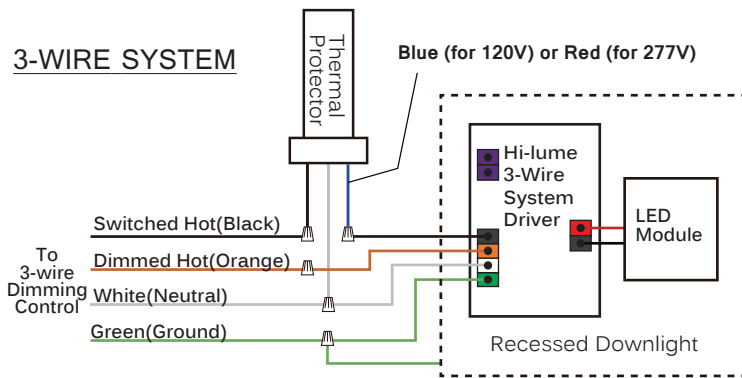 3-WIRE SYSTEM
Thermal
Protector
Blue (for 120V) or Red (for 277V)
Hi-lume
3-Wire
System
Driver
LED
Module
Switched Hot(Black)
To
3-wire
Dimming
Control
Dimmed Hot(Orange)
White(Neutral)
Green(Ground)
Recessed Downlight